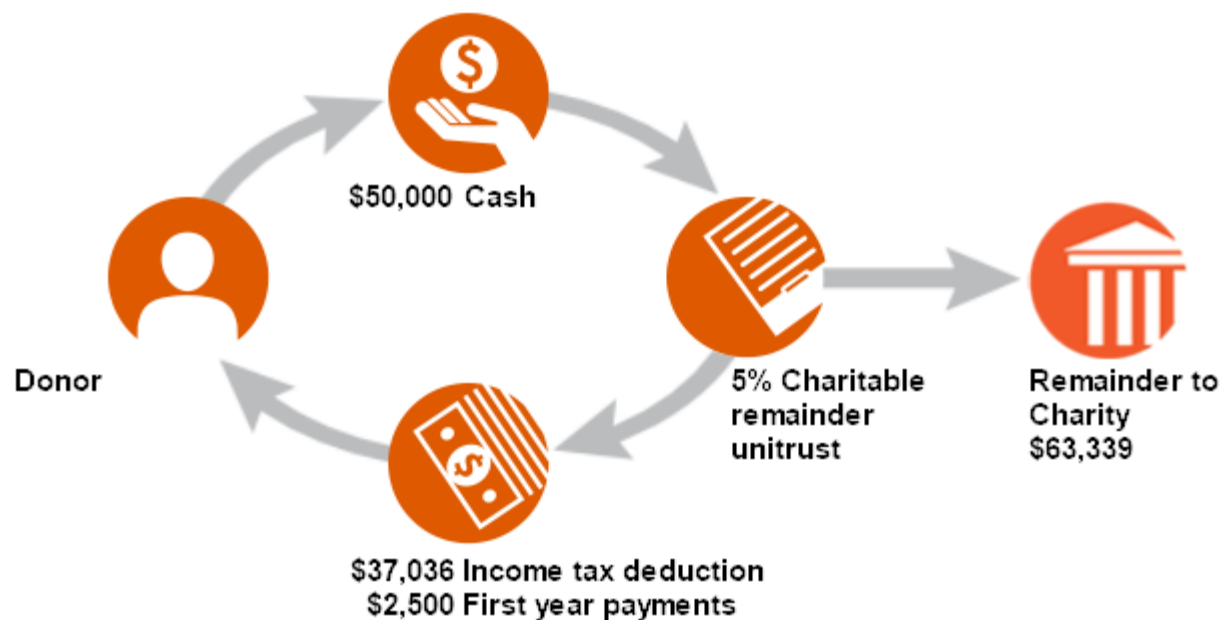 $50,000 Cash
Donor
5% Charitable
remainder
unitrust
Remainder to
Charity
$63,339
$37,036 Income tax deduction
$2,500 First year payments